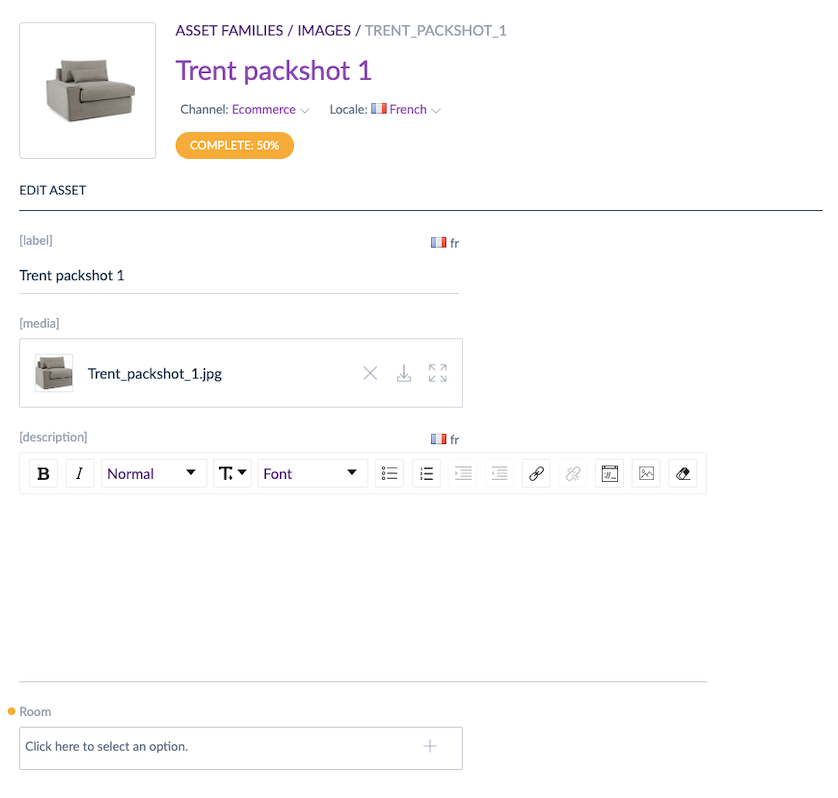 ASSET FAMILIES / IMAGES / TRENT_PACKSHOT_1
Trent packshot 1
Channel: Ecommerce Locale: French
COMPLETE: 50%
EDIT ASSET
[label] fr
Trent packshot 1
[media]
Trent_packshot_1.jpg
[description] fr
B I Normal T. Font
Room
Click here to select an option.